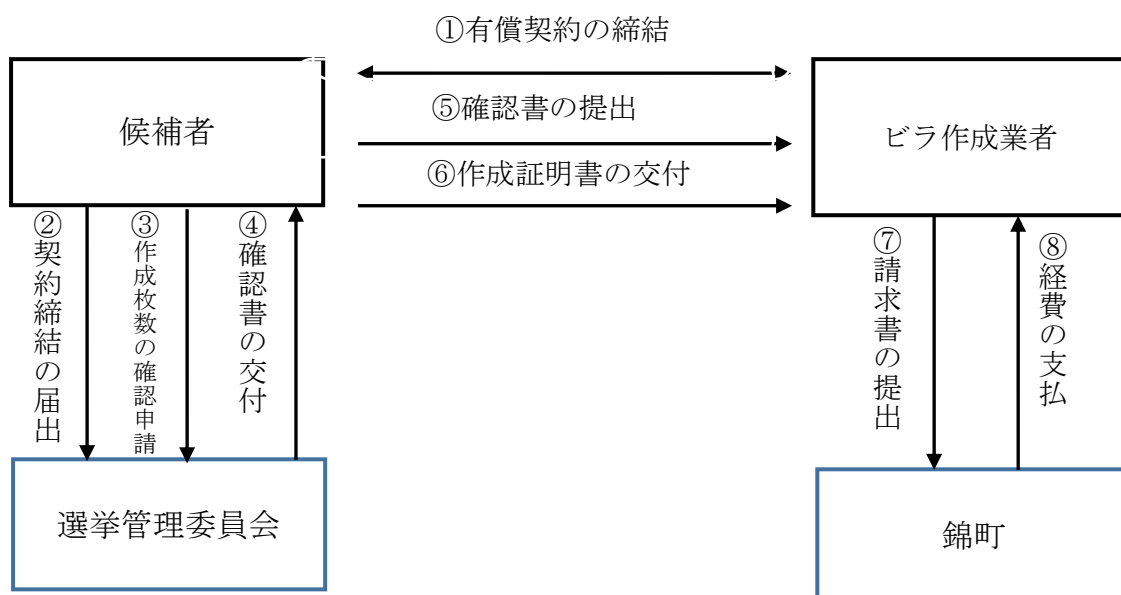 ①有償契約の締結
候補者
⑤確認書の提出
ビラ作成業者
⑥作成証明書の交付
②契約締結の届出
③作成枚数の確認申請
④確認書の交付
⑦請求書の提出
⑧経費の支払
選挙管理委員会
錦町